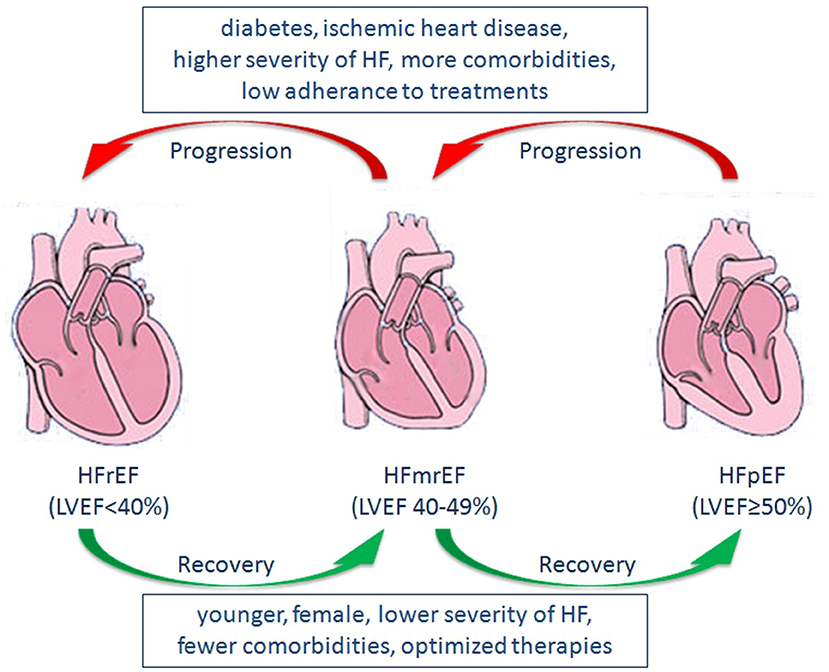 diabetes, ischemic heart disease,
higher severity of HF, more comorbidities,
low adherance to treatments
Progression
Progression
HFrEF
(LVEF<40%)
HFmrEF
(LVEF 40-49%)
HFpEF
(LVEF≥50%)
Recovery
Recovery
younger, female, lower severity of HF,
fewer comorbidities, optimized therapies